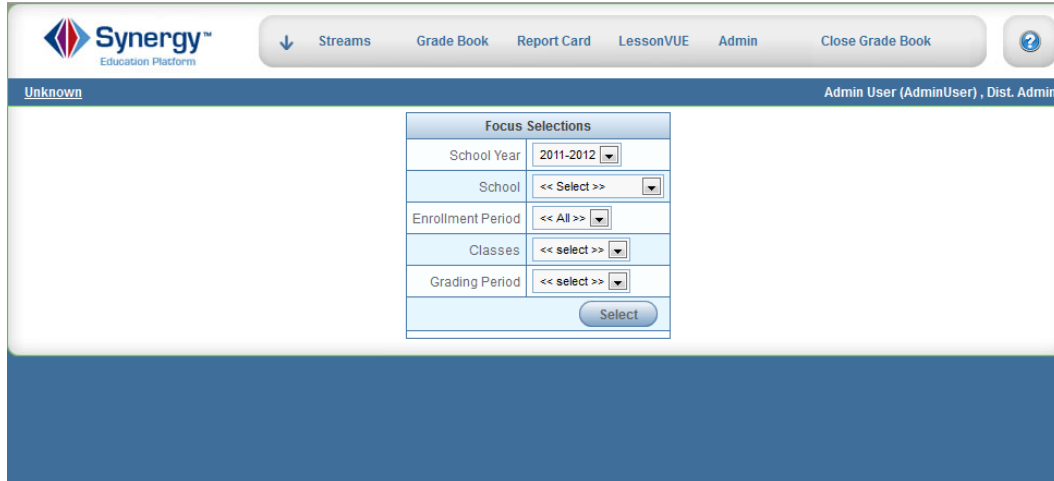 Synergy™
Education Platform
Streams Grade Book Report Card LessonVUE Admin Close Grade Book ?
Unknown Admin User (AdminUser) , Dist. Admin
Focus Selections
School Year 2011-2012
School << Select >>
Enrollment Period << All >>
Classes << select >>
Grading Period << select >>
Select